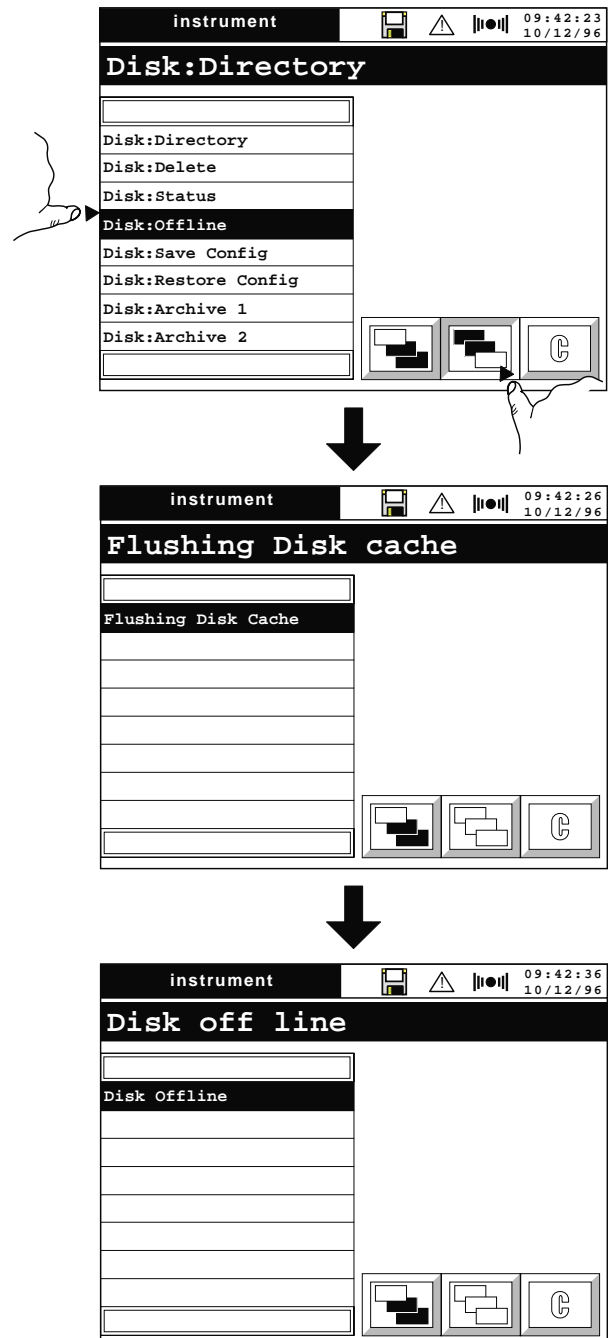 instrument
09:42:23
10/12/96
Disk:Directory
Disk:Directory
Disk:Delete
Disk:Status
Disk:Offline
Disk:Save Config
Disk:Restore Config
Disk:Archive 1
Disk:Archive 2
C
instrument
09:42:26
10/12/96
Flushing Disk cache
Flushing Disk Cache
C
instrument
09:42:36
10/12/96
Disk off line
Disk Offline
C